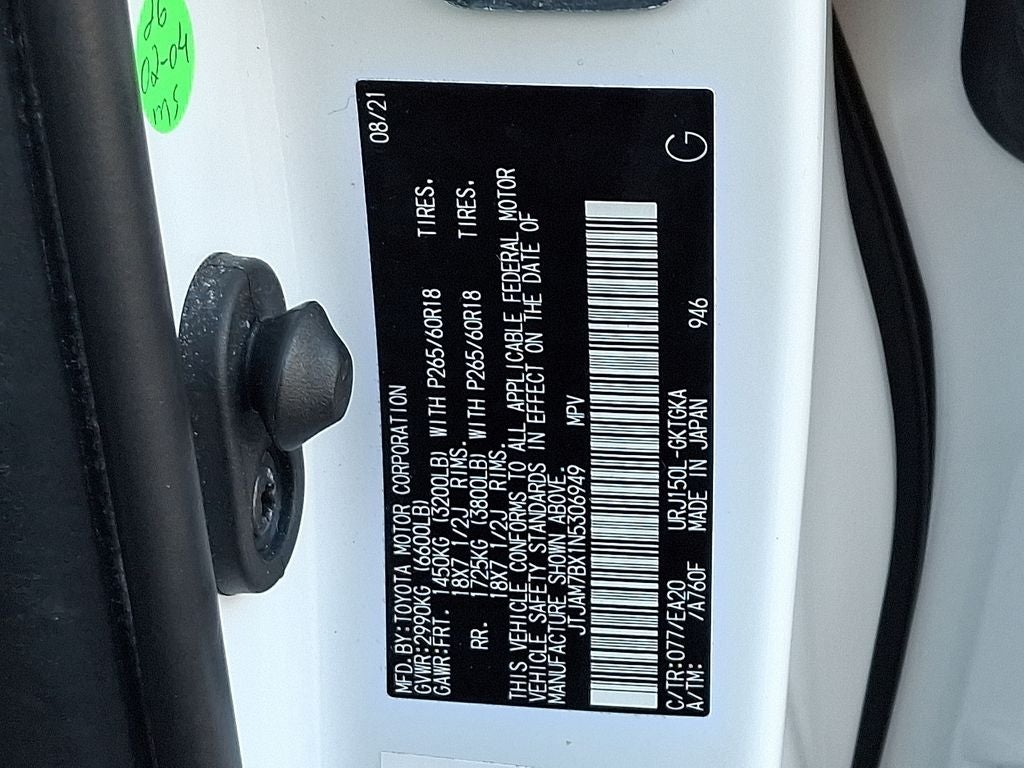 26
02-04
MS
08/21
MFD.BY:TOYOTA MOTOR CORPORATION
GVWR:2990KG (6600LB)
GAWR:FRT. 1450KG (3200LB) WITH P265/60R18 TIRES.
18X7 1/2J RIMS.
RR. 1725KG (3800LB) WITH P265/60R18 TIRES.
18X7 1/2J RIMS.
THIS VEHICLE CONFORMS TO ALL APPLICABLE FEDERAL MOTOR
VEHICLE SAFETY STANDARDS IN EFFECT ON THE DATE OF
MANUFACTURE SHOWN ABOVE.
JTJAM7BX1N5306949 MPV
C/TR:077/EA20 URJ150L-GKTGKA 946 G
A/TM: /A760F MADE IN JAPAN